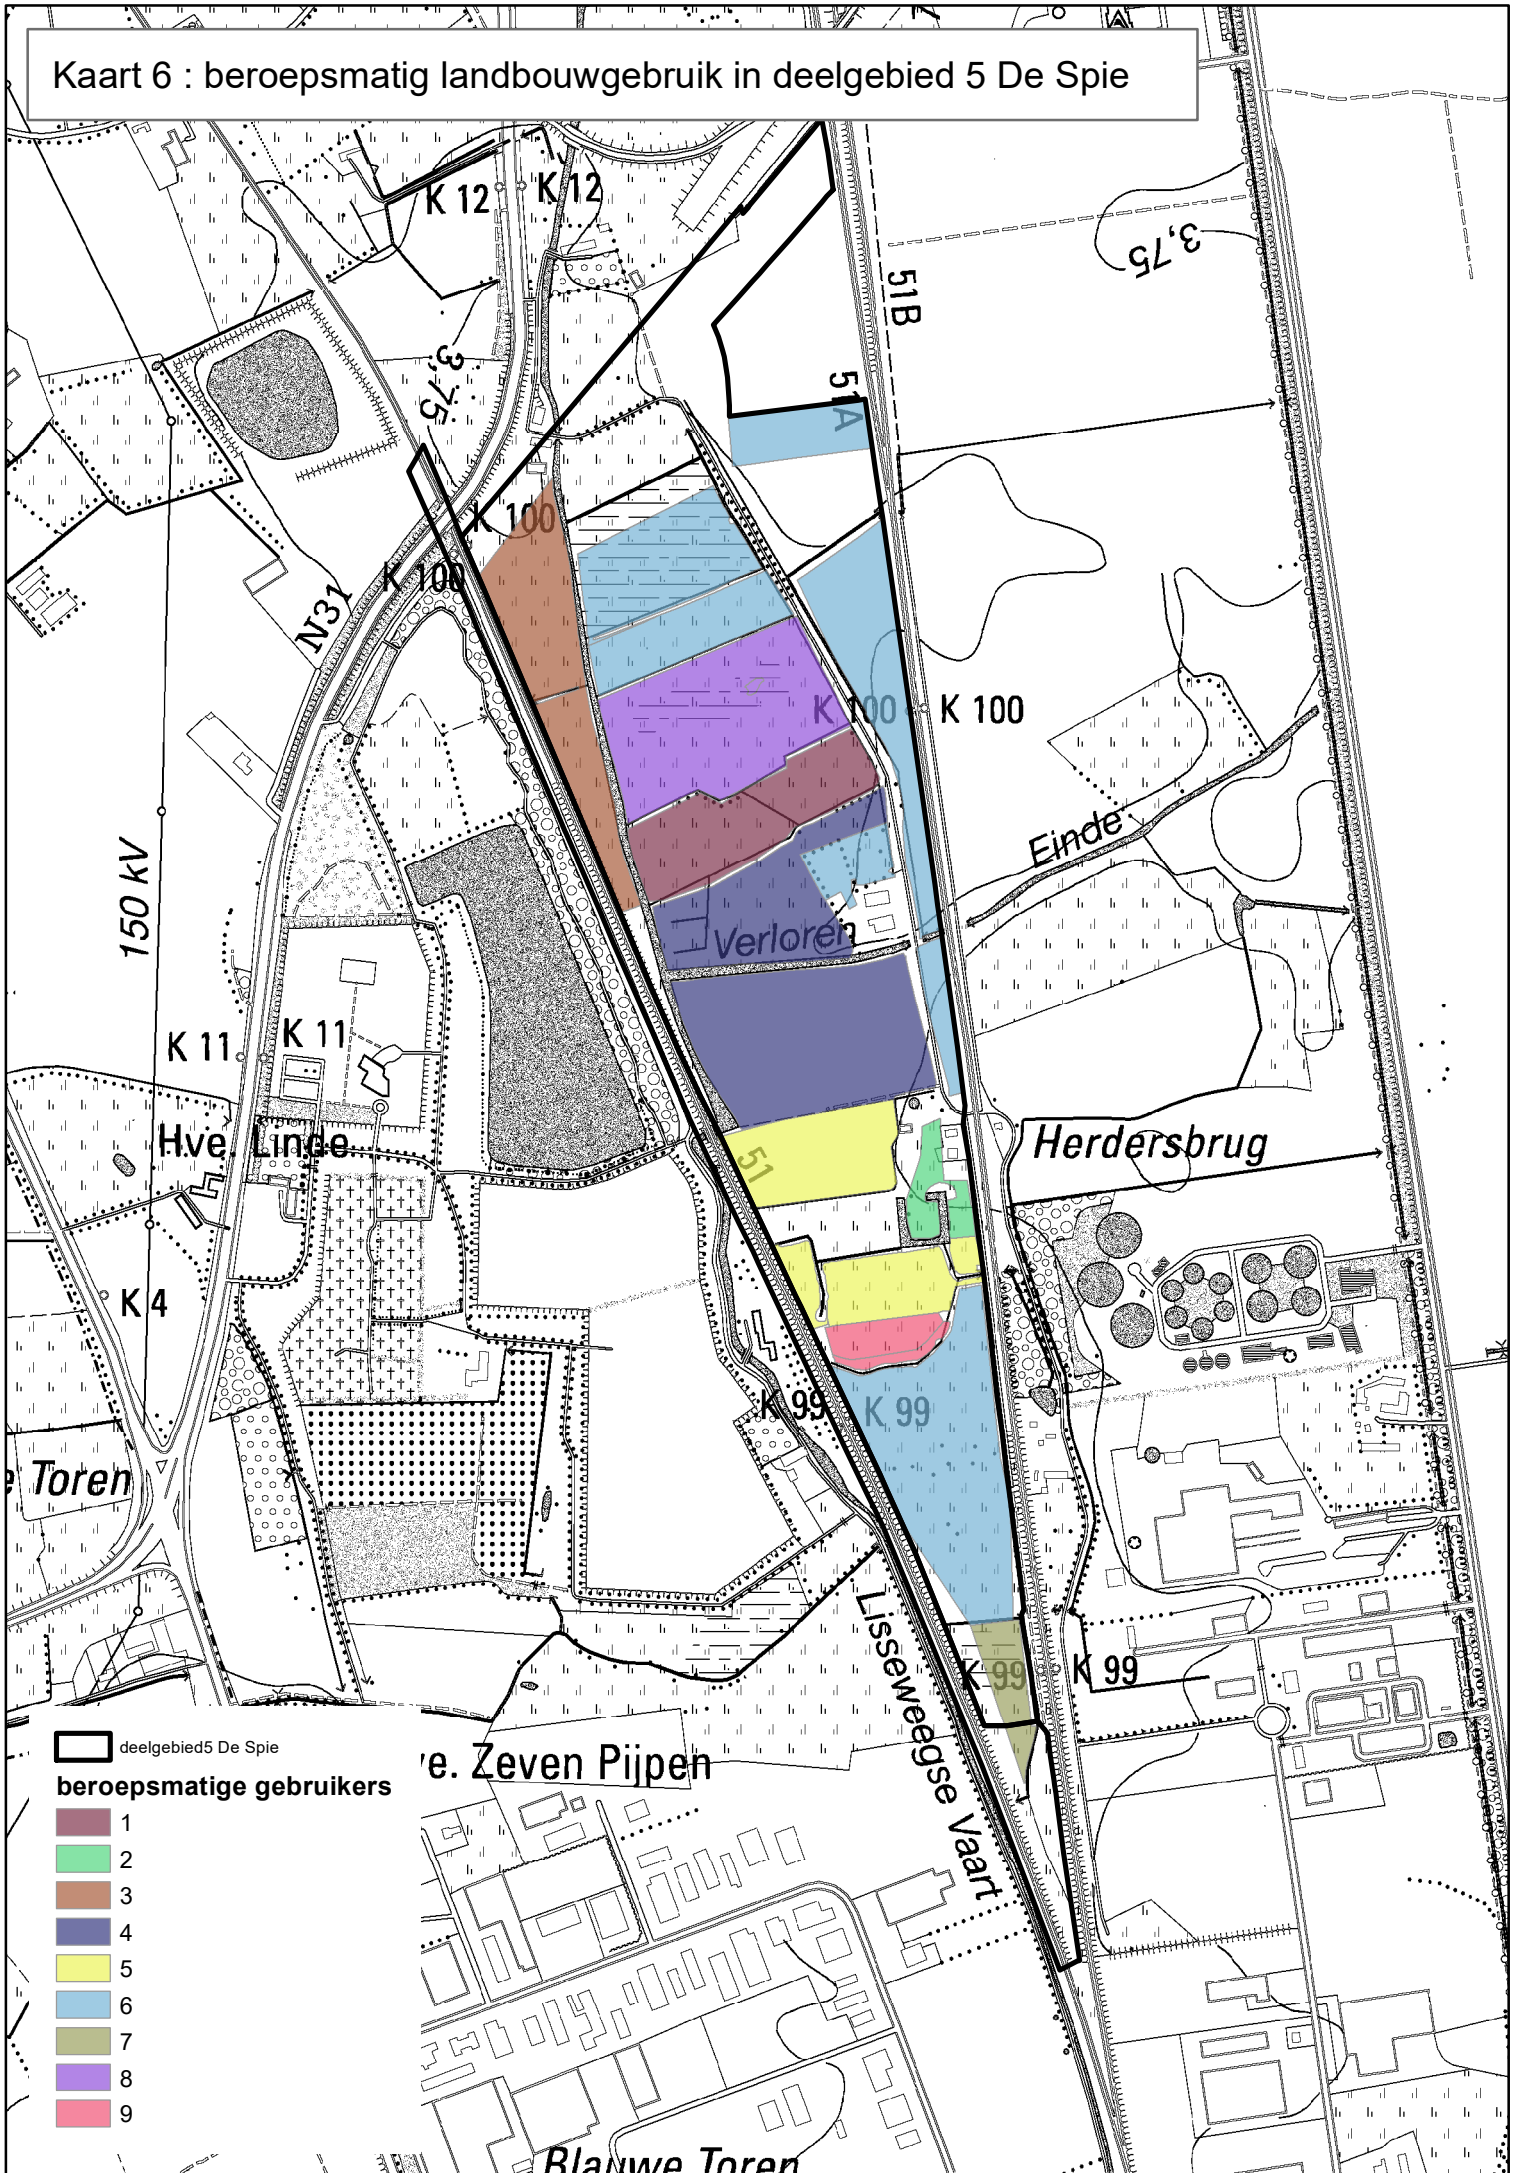 Kaart 6 : beroepsmatig landbouwgebruik in deelgebied 5 De Spie
K 12
K 12
3,75
51B
3,75
51A
K 100
K 100
N31
K 100
K 100
Einde
150 kV
Verloren
K 11
K 11
Hve. Linde
51
Herdersbrug
K 4
K 99
K 99
e Toren
Lisseweegse Vaart
K 99
K 99
ve. Zeven Pijpen
deelgebied5 De Spie
beroepsmatige gebruikers
1
2
3
4
5
6
7
8
9
Blauwe Toren